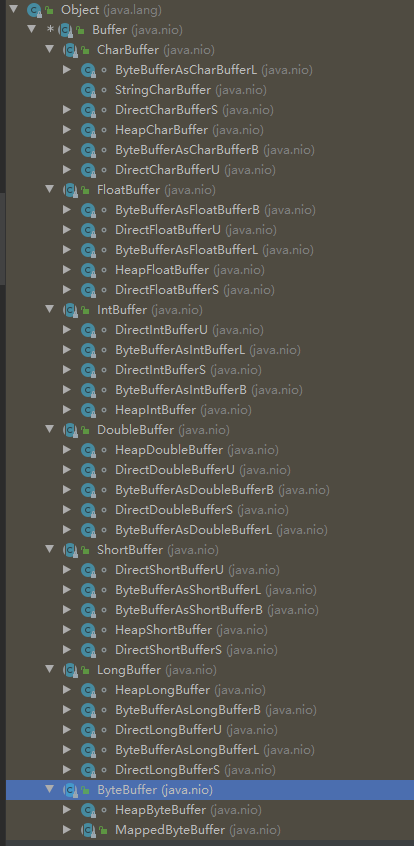 Object (java.lang)
* Buffer (java.nio)
CharBuffer (java.nio)
ByteBufferAsCharBufferL (java.nio)
StringCharBuffer (java.nio)
DirectCharBufferS (java.nio)
HeapCharBuffer (java.nio)
ByteBufferAsCharBufferB (java.nio)
DirectCharBufferU (java.nio)
FloatBuffer (java.nio)
ByteBufferAsFloatBufferB (java.nio)
DirectFloatBufferU (java.nio)
ByteBufferAsFloatBufferL (java.nio)
HeapFloatBuffer (java.nio)
DirectFloatBufferS (java.nio)
IntBuffer (java.nio)
DirectIntBufferU (java.nio)
ByteBufferAsIntBufferL (java.nio)
DirectIntBufferS (java.nio)
ByteBufferAsIntBufferB (java.nio)
HeapIntBuffer (java.nio)
DoubleBuffer (java.nio)
HeapDoubleBuffer (java.nio)
DirectDoubleBufferU (java.nio)
ByteBufferAsDoubleBufferB (java.nio)
DirectDoubleBufferS (java.nio)
ByteBufferAsDoubleBufferL (java.nio)
ShortBuffer (java.nio)
DirectShortBufferU (java.nio)
ByteBufferAsShortBufferL (java.nio)
ByteBufferAsShortBufferB (java.nio)
HeapShortBuffer (java.nio)
DirectShortBufferS (java.nio)
LongBuffer (java.nio)
HeapLongBuffer (java.nio)
ByteBufferAsLongBufferB (java.nio)
DirectLongBufferU (java.nio)
ByteBufferAsLongBufferL (java.nio)
DirectLongBufferS (java.nio)
ByteBuffer (java.nio)
HeapByteBuffer (java.nio)
MappedByteBuffer (java.nio)